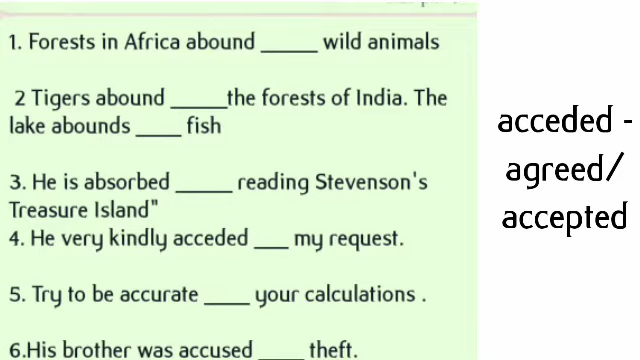 1. Forests in Africa abound _____ wild animals
2 Tigers abound _____the forests of India. The
lake abounds ____ fish
3. He is absorbed _____ reading Stevenson's
Treasure Island"
4. He very kindly acceded ___ my request.
5. Try to be accurate ____ your calculations .
6.His brother was accused ____ theft.
acceded -
agreed/
accepted